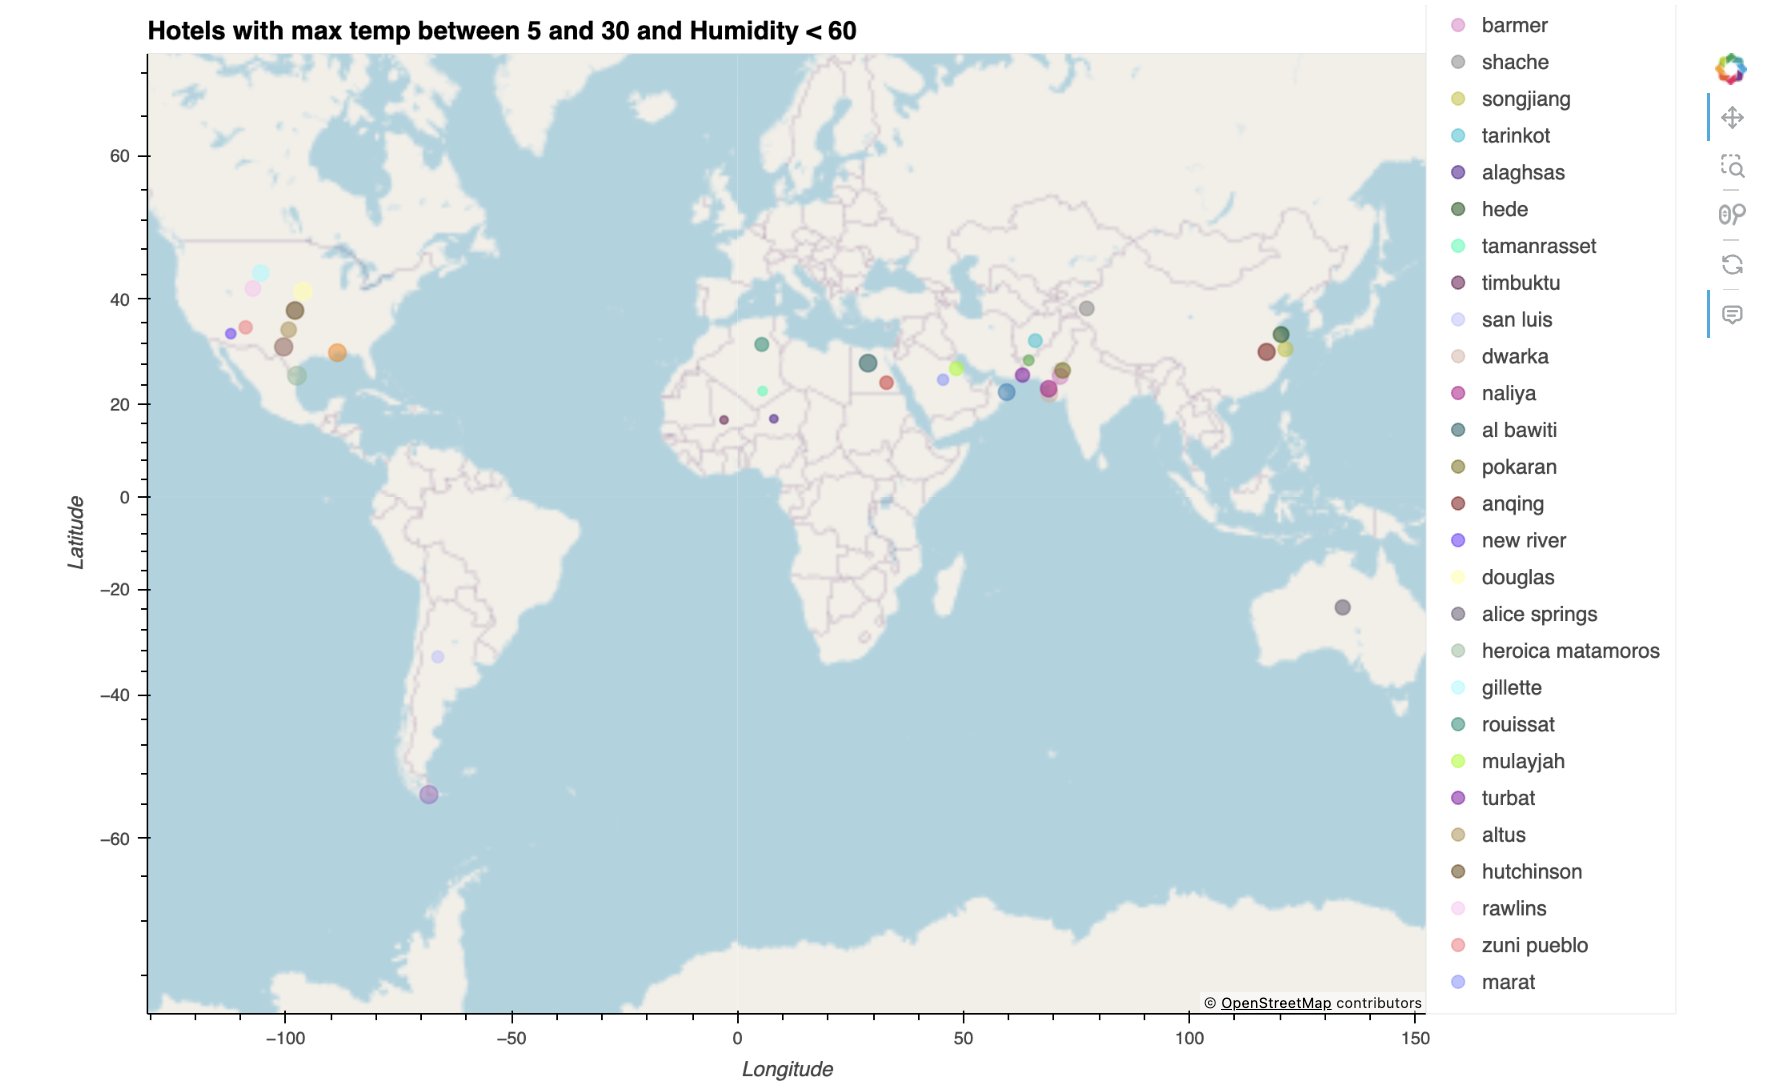 Hotels with max temp between 5 and 30 and Humidity < 60
60
40
20
0
−20
−40
−60
Latitude
−100
−50
0
50
100
150
Longitude
© OpenStreetMap contributors
barmer
shache
songjiang
tarinkot
alaghsas
hede
tamanrasset
timbuktu
san luis
dwarka
naliya
al bawiti
pokaran
anqing
new river
douglas
alice springs
heroica matamoros
gillette
rouissat
mulayjah
turbat
altus
hutchinson
rawlins
zuni pueblo
marat